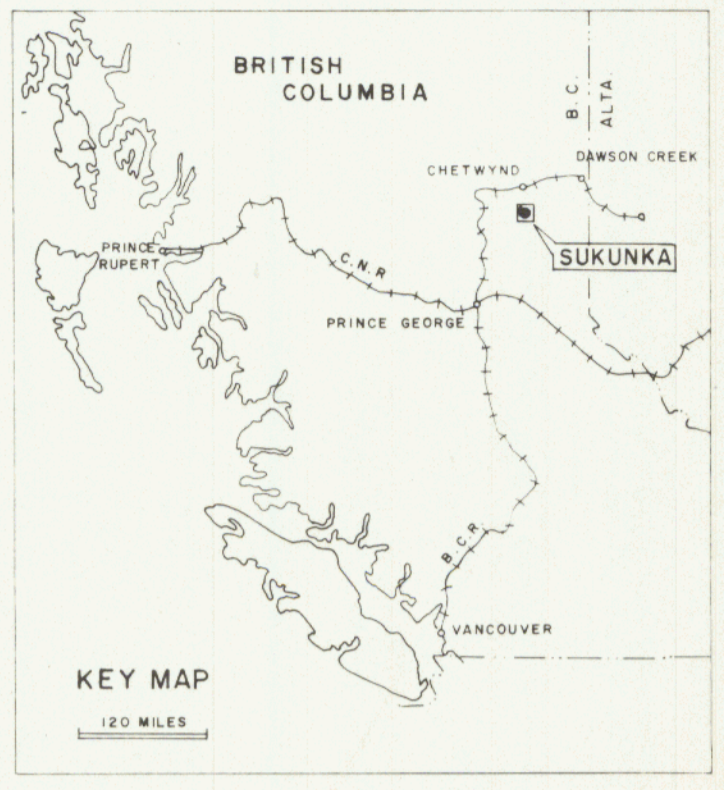 BRITISH
COLUMBIA
B.C.
ALTA.
CHETWYND
DAWSON CREEK
SUKUNKA
PRINCE
RUPERT
C.N.R
PRINCE GEORGE
B.C.R.
VANCOUVER
KEY MAP
120 MILES